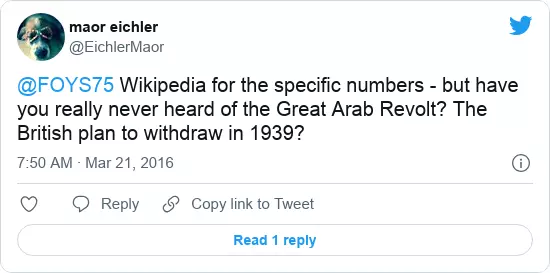 maor eichler
@EichlerMaor
@FOYS75 Wikipedia for the specific numbers - but have
you really never heard of the Great Arab Revolt? The
British plan to withdraw in 1939?
7:50 AM · Mar 21, 2016
Reply
Copy link to Tweet
Read 1 reply